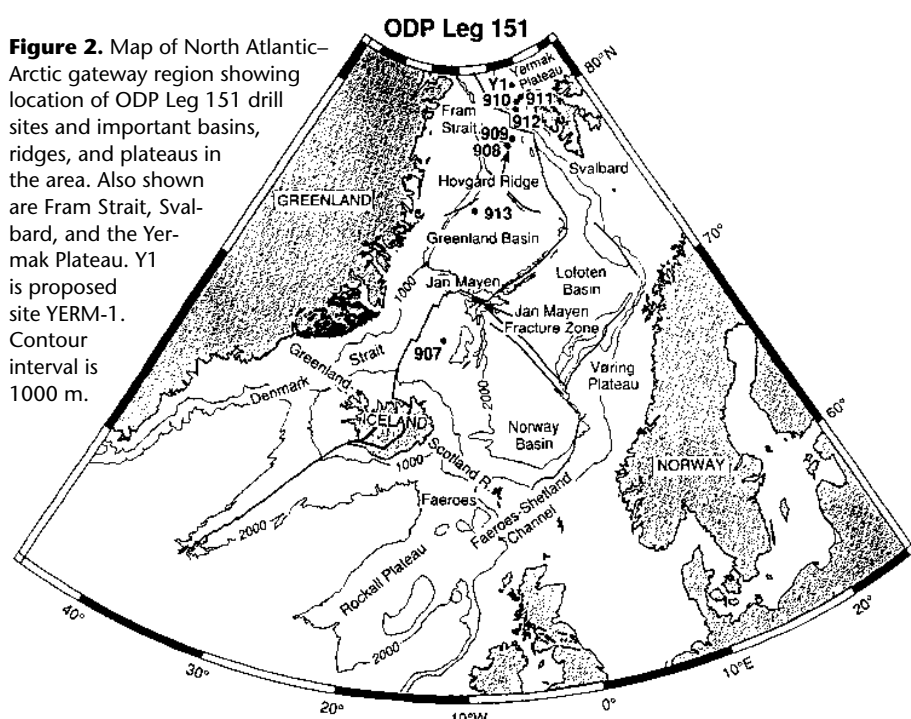 ODP Leg 151
Figure 2. Map of North Atlantic–
Arctic gateway region showing
location of ODP Leg 151 drill
sites and important basins,
ridges, and plateaus in
the area. Also shown
are Fram Strait, Sval-
bard, and the Yer-
mak Plateau. Y1
is proposed
site YERM-1.
Contour
interval is
1000 m.
80°N
Yermak
Plateau
Y1
910
911
912
Fram
Strait
909
908
Svalbard
Hovgard Ridge
GREENLAND
913
70°
Greenland Basin
Lofoten
Basin
Jan Mayen
1000
Jan Mayen
Fracture Zone
907
Strait
Greenland-
Denmark
Vøring
Plateau
2000
60°
ICELAND
Norway
Basin
Scotland R.
1000
NORWAY
Faeroes
Faeroes-Shetland
Channel
2000
Rockall Plateau
2000
40°
30°
20°
10°W
0°
10°E
20°